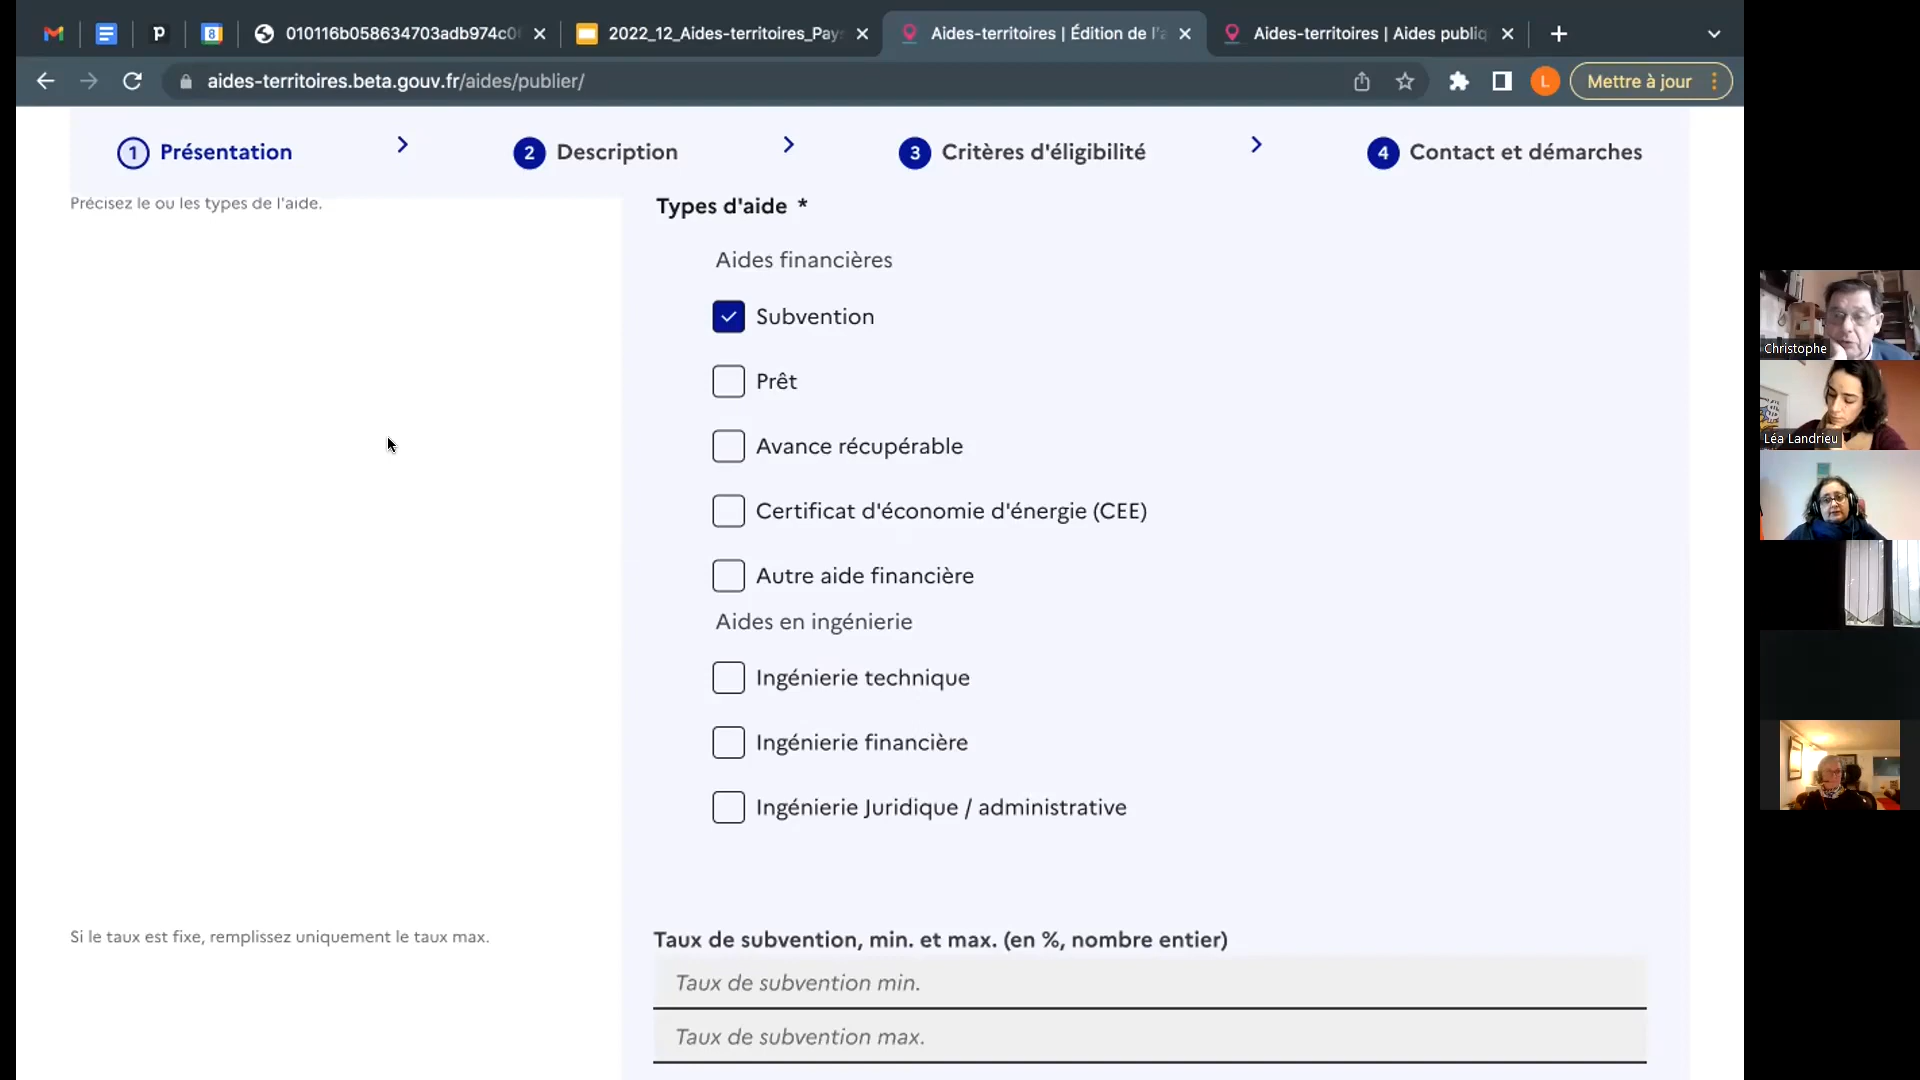 8
010116b058634703adb974c0
2022_12_Aides-territoires_Pay
Aides-territoires | Édition de l'a
Aides-territoires | Aides publiq
aides-territoires.beta.gouv.fr/aides/publier/
L
Mettre à jour
1 Présentation
2 Description
3 Critères d'éligibilité
4 Contact et démarches
Précisez le ou les types de l'aide.
Types d'aide *
Aides financières
Subvention
Prêt
Avance récupérable
Certificat d'économie d'énergie (CEE)
Autre aide financière
Aides en ingénierie
Ingénierie technique
Ingénierie financière
Ingénierie Juridique / administrative
Si le taux est fixe, remplissez uniquement le taux max.
Taux de subvention, min. et max. (en %, nombre entier)
Taux de subvention min.
Taux de subvention max.
Christophe
Léa Landrieu